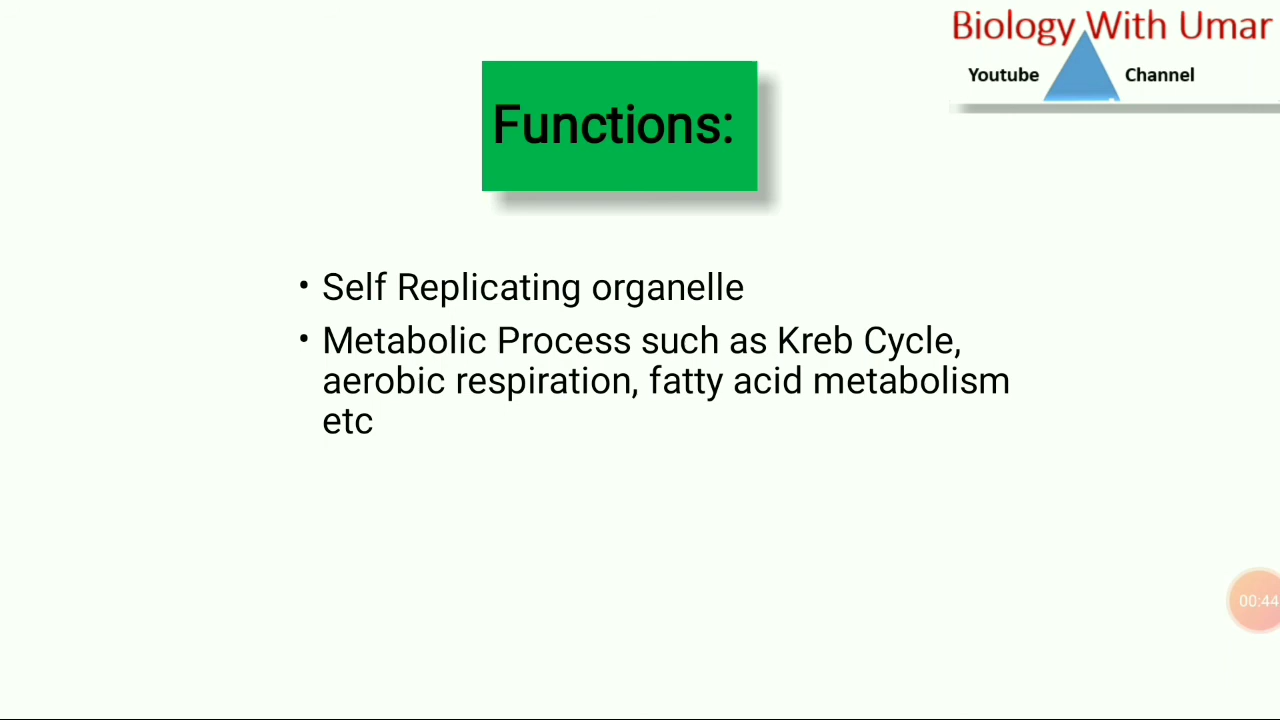 Biology With Umar
Youtube Channel
Functions:
• Self Replicating organelle
• Metabolic Process such as Kreb Cycle,
aerobic respiration, fatty acid metabolism
etc
00:44